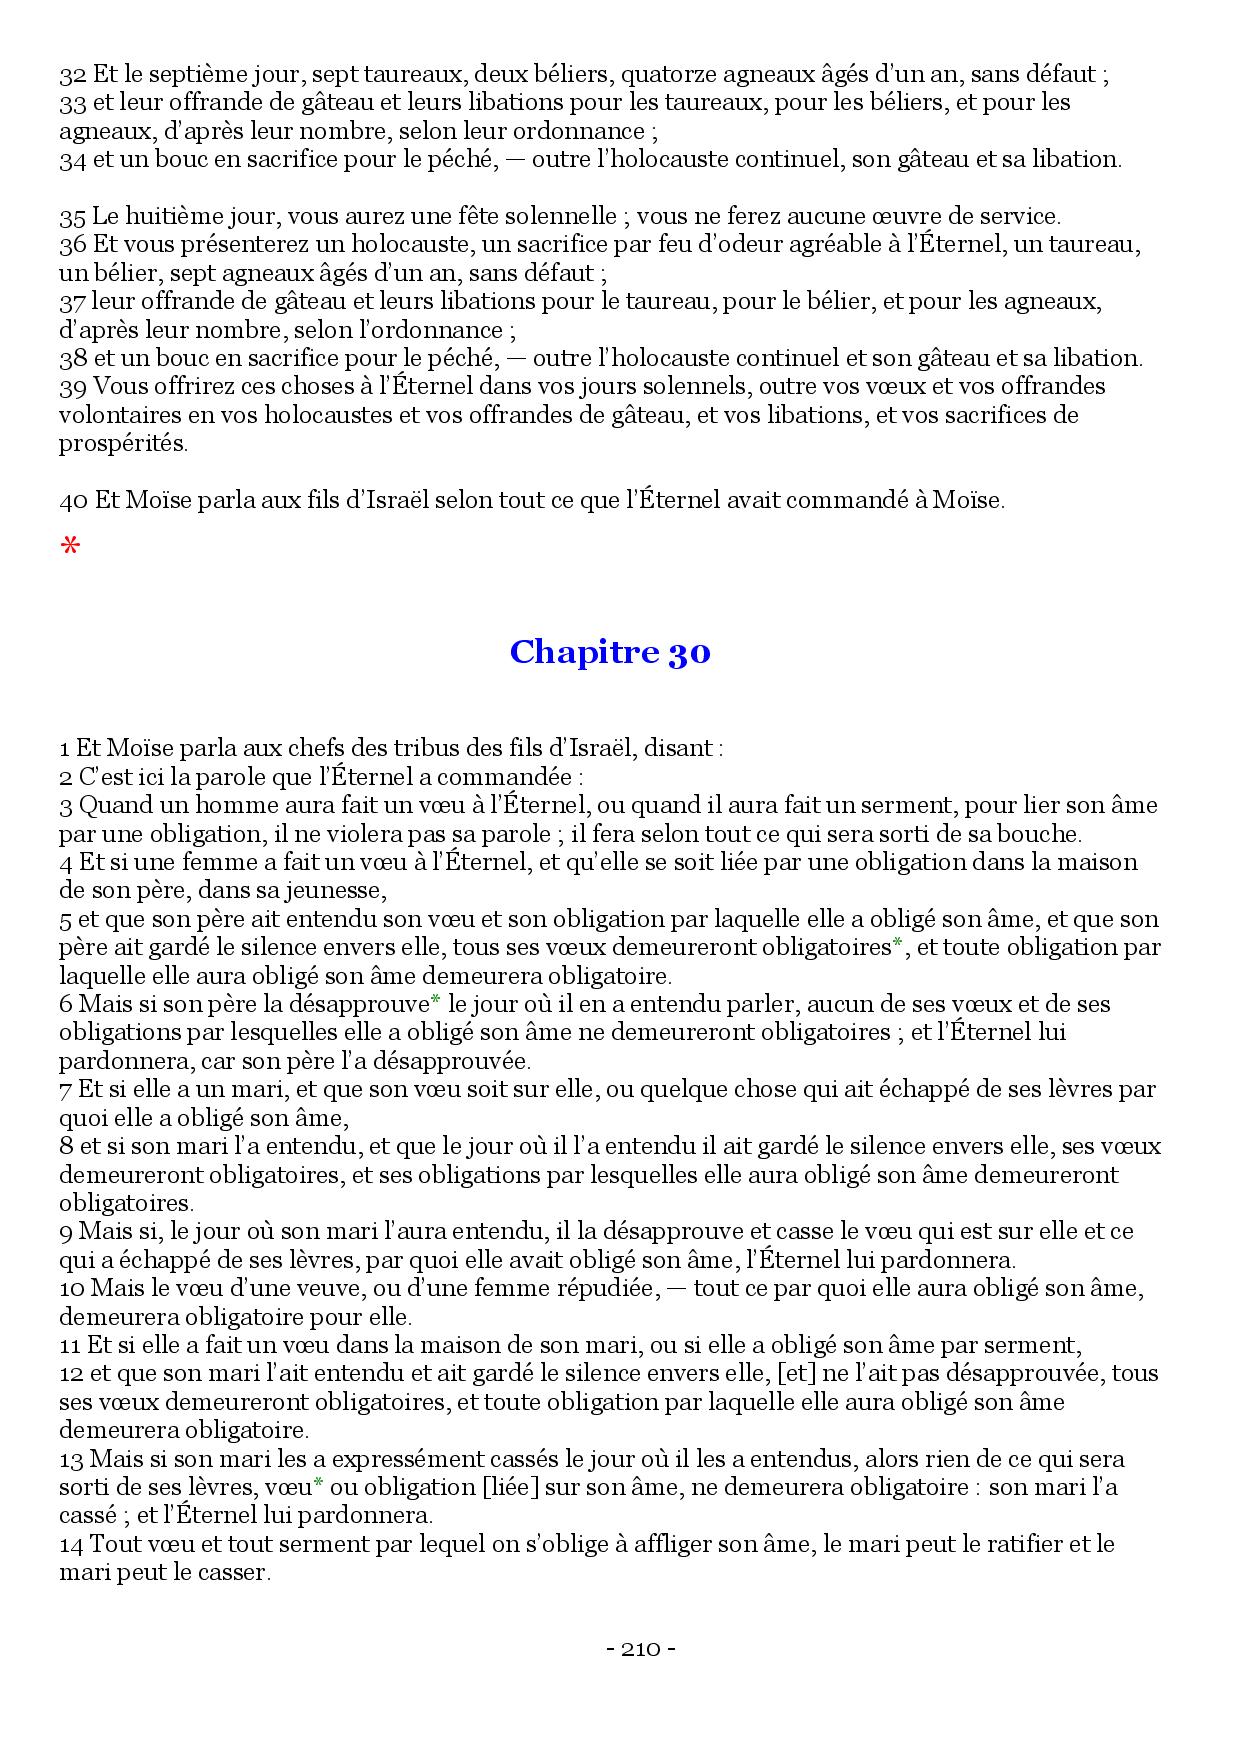 32 Et le septième jour, sept taureaux, deux béliers, quatorze agneaux âgés d’un an, sans défaut ;
33 et leur offrande de gâteau et leurs libations pour les taureaux, pour les béliers, et pour les
agneaux, d’après leur nombre, selon leur ordonnance ;
34 et un bouc en sacrifice pour le péché, — outre l’holocauste continuel, son gâteau et sa libation.
35 Le huitième jour, vous aurez une fête solennelle ; vous ne ferez aucune œuvre de service.
36 Et vous présenterez un holocauste, un sacrifice par feu d’odeur agréable à l’Éternel, un taureau,
un bélier, sept agneaux âgés d’un an, sans défaut ;
37 leur offrande de gâteau et leurs libations pour le taureau, pour le bélier, et pour les agneaux,
d’après leur nombre, selon l’ordonnance ;
38 et un bouc en sacrifice pour le péché, — outre l’holocauste continuel et son gâteau et sa libation.
39 Vous offrirez ces choses à l’Éternel dans vos jours solennels, outre vos vœux et vos offrandes
volontaires en vos holocaustes et vos offrandes de gâteau, et vos libations, et vos sacrifices de
prospérités.
40 Et Moïse parla aux fils d’Israël selon tout ce que l’Éternel avait commandé à Moïse.
*
Chapitre 30
1 Et Moïse parla aux chefs des tribus des fils d’Israël, disant :
2 C’est ici la parole que l’Éternel a commandée :
3 Quand un homme aura fait un vœu à l’Éternel, ou quand il aura fait un serment, pour lier son âme
par une obligation, il ne violera pas sa parole ; il fera selon tout ce qui sera sorti de sa bouche.
4 Et si une femme a fait un vœu à l’Éternel, et qu’elle se soit liée par une obligation dans la maison
de son père, dans sa jeunesse,
5 et que son père ait entendu son vœu et son obligation par laquelle elle a obligé son âme, et que son
père ait gardé le silence envers elle, tous ses vœux demeureront obligatoires*, et toute obligation par
laquelle elle aura obligé son âme demeurera obligatoire.
6 Mais si son père la désapprouve* le jour où il en a entendu parler, aucun de ses vœux et de ses
obligations par lesquelles elle a obligé son âme ne demeureront obligatoires ; et l’Éternel lui
pardonnera, car son père l’a désapprouvée.
7 Et si elle a un mari, et que son vœu soit sur elle, ou quelque chose qui ait échappé de ses lèvres par
quoi elle a obligé son âme,
8 et si son mari l’a entendu, et que le jour où il l’a entendu il ait gardé le silence envers elle, ses vœux
demeureront obligatoires, et ses obligations par lesquelles elle aura obligé son âme demeureront
obligatoires.
9 Mais si, le jour où son mari l’aura entendu, il la désapprouve et casse le vœu qui est sur elle et ce
qui a échappé de ses lèvres, par quoi elle avait obligé son âme, l’Éternel lui pardonnera.
10 Mais le vœu d’une veuve, ou d’une femme répudiée, — tout ce par quoi elle aura obligé son âme,
demeurera obligatoire pour elle.
11 Et si elle a fait un vœu dans la maison de son mari, ou si elle a obligé son âme par serment,
12 et que son mari l’ait entendu et ait gardé le silence envers elle, [et] ne l’ait pas désapprouvée, tous
ses vœux demeureront obligatoires, et toute obligation par laquelle elle aura obligé son âme
demeurera obligatoire.
13 Mais si son mari les a expressément cassés le jour où il les a entendus, alors rien de ce qui sera
sorti de ses lèvres, vœu* ou obligation [liée] sur son âme, ne demeurera obligatoire : son mari l’a
cassé ; et l’Éternel lui pardonnera.
14 Tout vœu et tout serment par lequel on s’oblige à affliger son âme, le mari peut le ratifier et le
mari peut le casser.
- 210 -